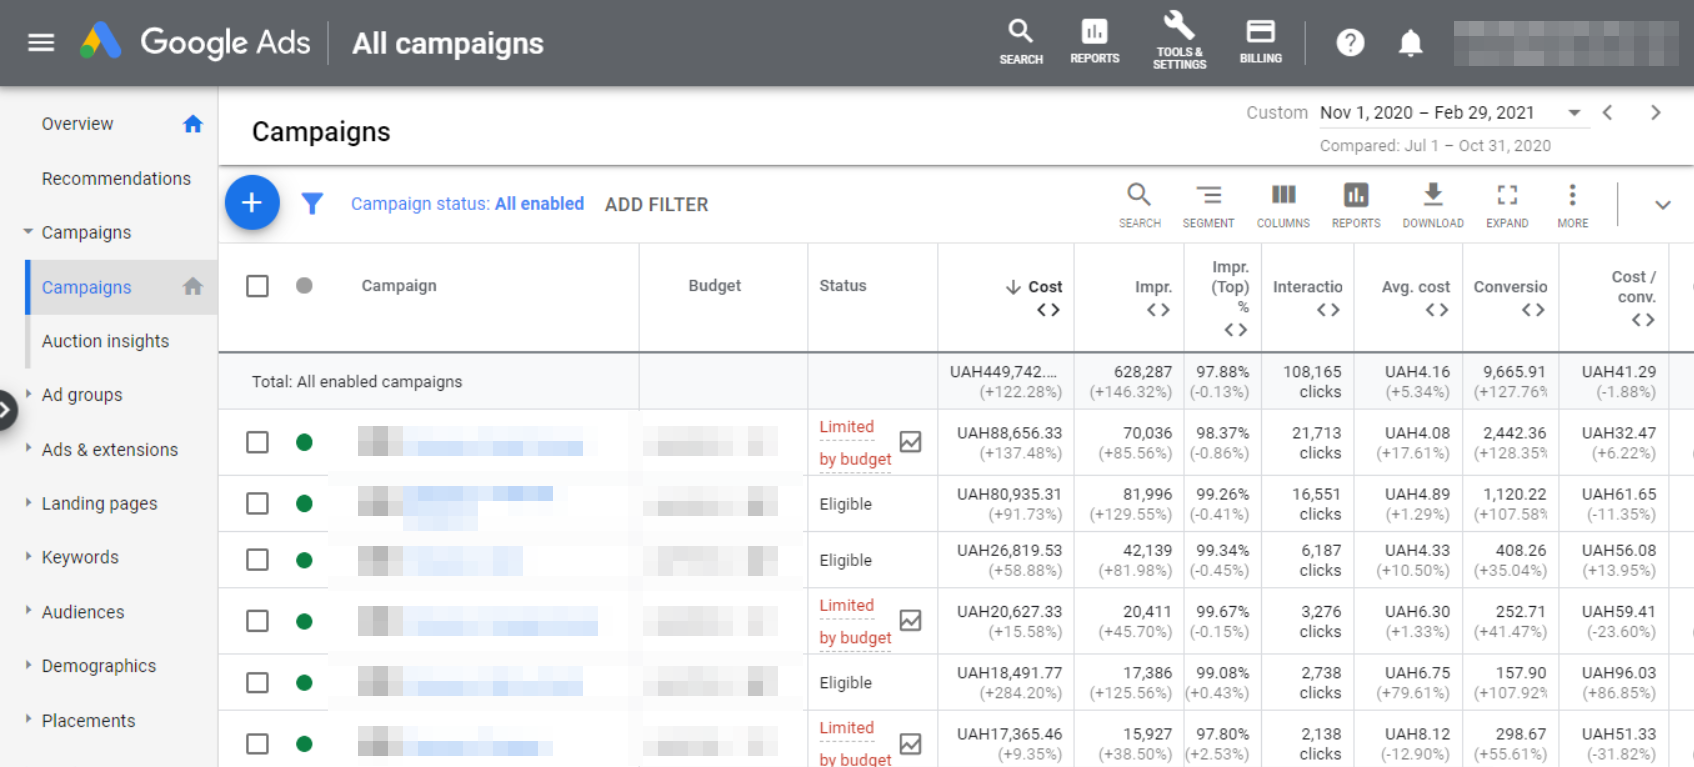 Google Ads
All campaigns
SEARCH
REPORTS
TOOLS &
SETTINGS
BILLING
Overview
Recommendations
Campaigns
Campaigns
Auction insights
Ad groups
Ads & extensions
Landing pages
Keywords
Audiences
Demographics
Placements
Campaigns
Custom Nov 1, 2020 – Feb 29, 2021
Compared: Jul 1 – Oct 31, 2020
Campaign status: All enabled ADD FILTER
SEARCH SEGMENT COLUMNS REPORTS DOWNLOAD EXPAND MORE
Campaign Budget Status Cost Impr. Impr. (Top) % Interactio Avg. cost Conversio Cost / conv.
Total: All enabled campaigns UAH449,742.... 628,287 97.88% 108,165 UAH4.16 9,665.91 UAH41.29
(+122.28%) (+146.32%) (-0.13%) clicks (+5.34%) (+127.76% (-1.88%)
Limited by budget UAH88,656.33 70,036 98.37% 21,713 UAH4.08 2,442.36 UAH32.47
(+137.48%) (+85.56%) (-0.86%) clicks (+17.61%) (+128.35% (+6.22%)
Eligible UAH80,935.31 81,996 99.26% 16,551 UAH4.89 1,120.22 UAH61.65
(+91.73%) (+129.55%) (-0.41%) clicks (+1.29%) (+107.58% (-11.35%)
Eligible UAH26,819.53 42,139 99.34% 6,187 UAH4.33 408.26 UAH56.08
(+58.88%) (+81.98%) (-0.45%) clicks (+10.50%) (+35.04%) (+13.95%)
Limited by budget UAH20,627.33 20,411 99.67% 3,276 UAH6.30 252.71 UAH59.41
(+15.58%) (+45.70%) (-0.15%) clicks (+1.33%) (+41.47%) (-23.60%)
Eligible UAH18,491.77 17,386 99.08% 2,738 UAH6.75 157.90 UAH96.03
(+284.20%) (+125.56%) (+0.43%) clicks (+79.61%) (+107.92% (+86.85%)
Limited by budget UAH17,365.46 15,927 97.80% 2,138 UAH8.12 298.67 UAH51.33
(+9.35%) (+38.50%) (+2.53%) clicks (-12.90%) (+55.61%) (-31.82%)